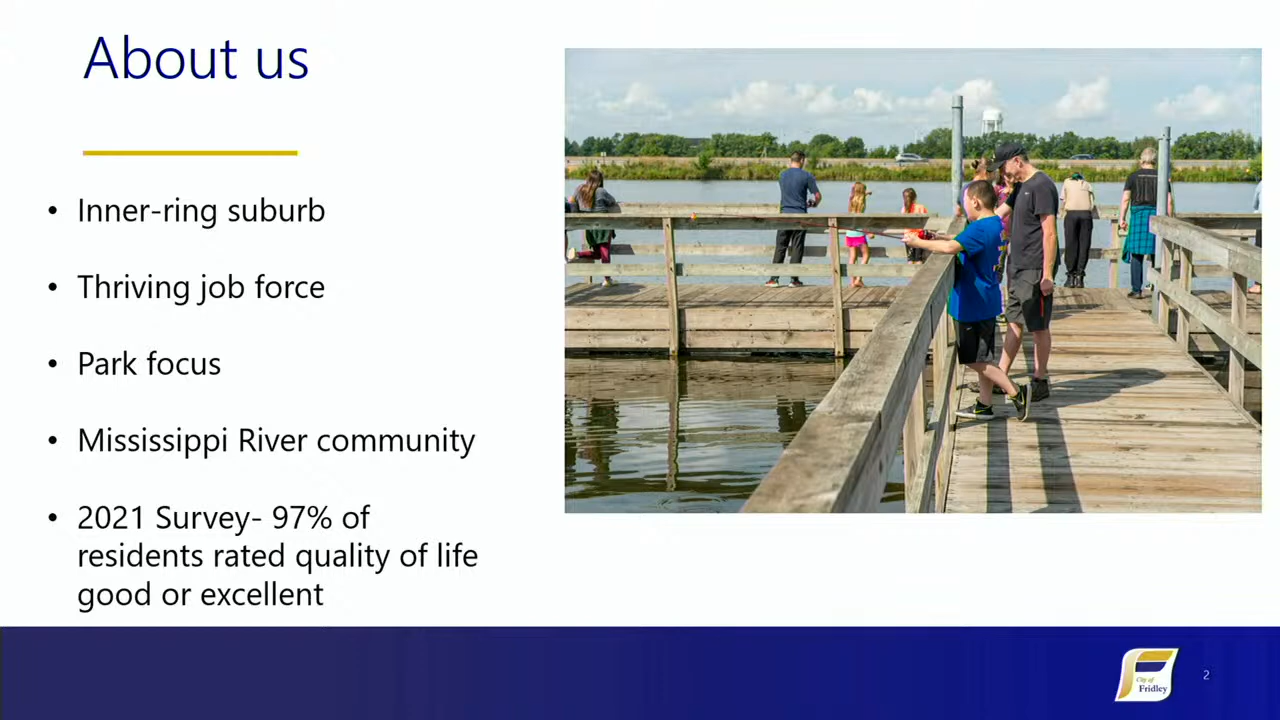 About us
• Inner-ring suburb
• Thriving job force
• Park focus
• Mississippi River community
• 2021 Survey- 97% of
residents rated quality of life
good or excellent
City of
Fridley
2